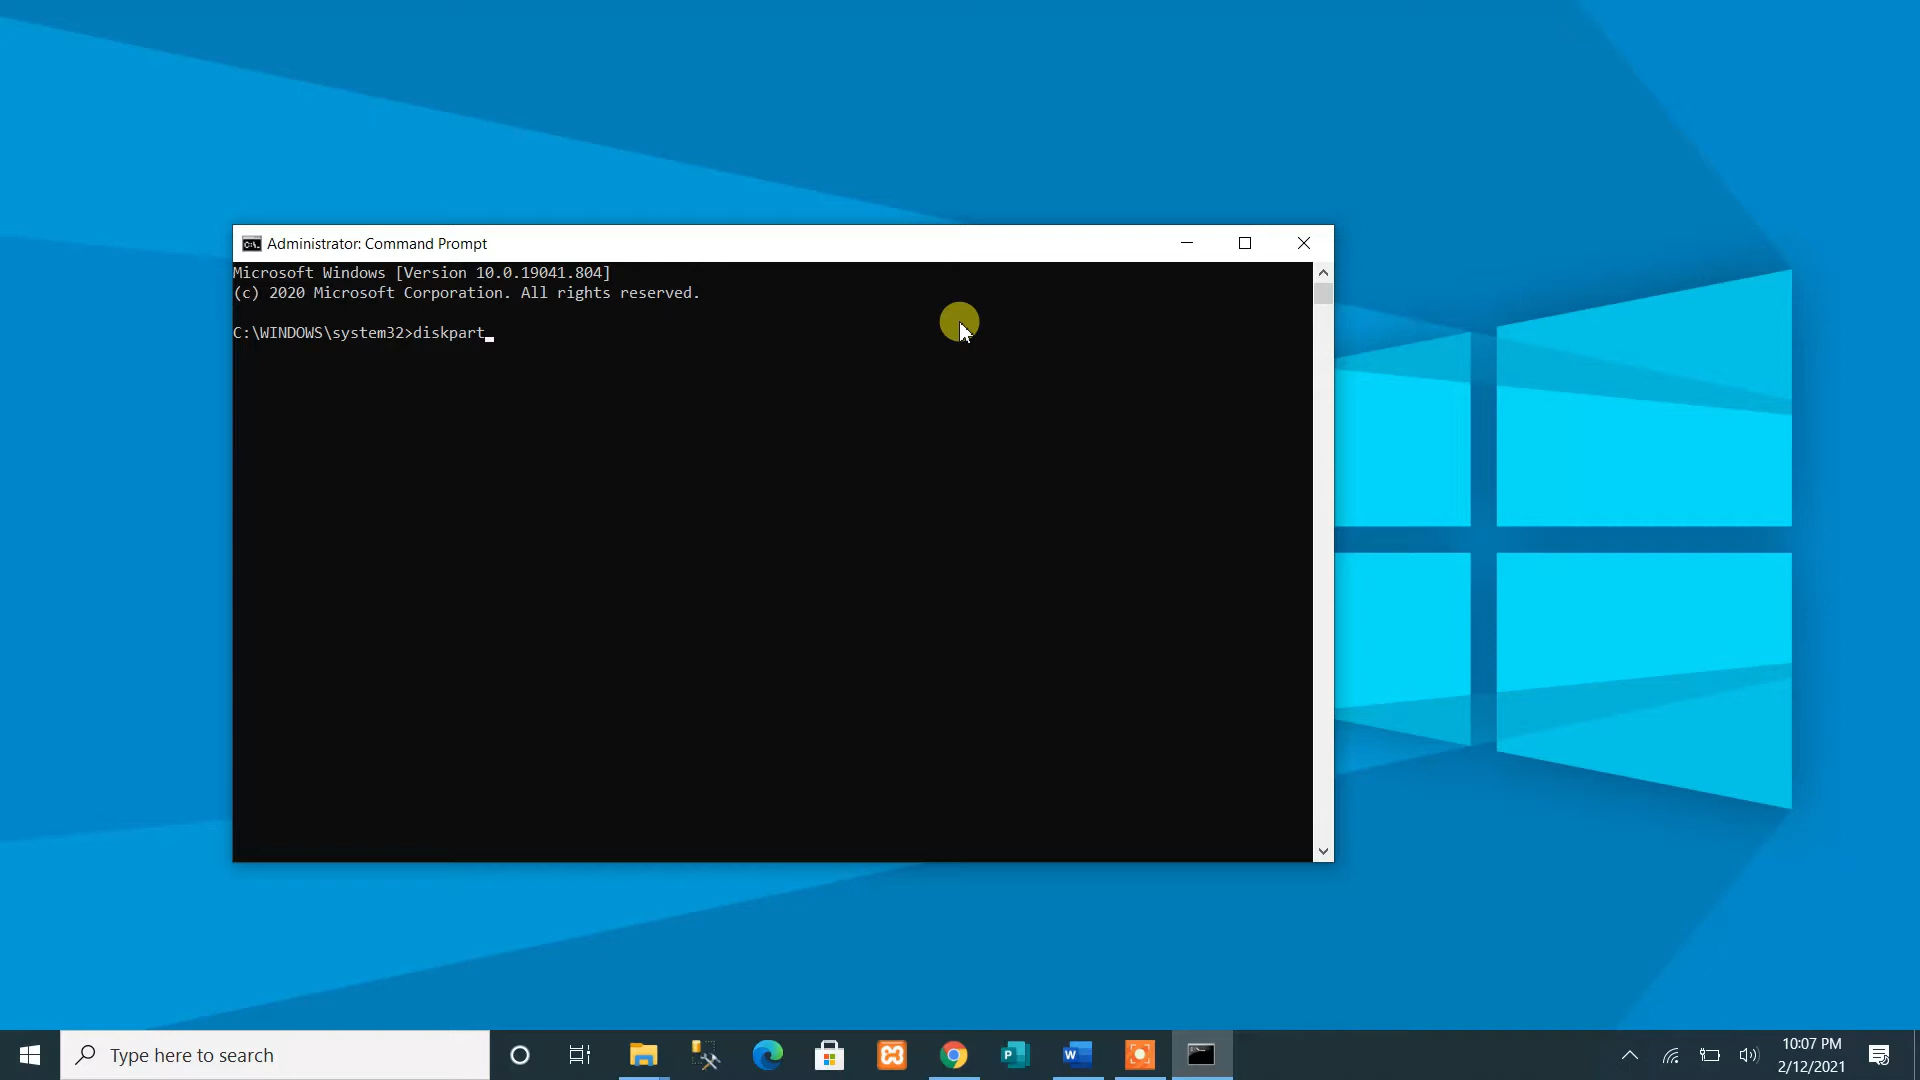 Administrator: Command Prompt
Microsoft Windows [Version 10.0.19041.804]
(c) 2020 Microsoft Corporation. All rights reserved.
C:\WINDOWS\system32>diskpart
Type here to search
10:07 PM
2/12/2021